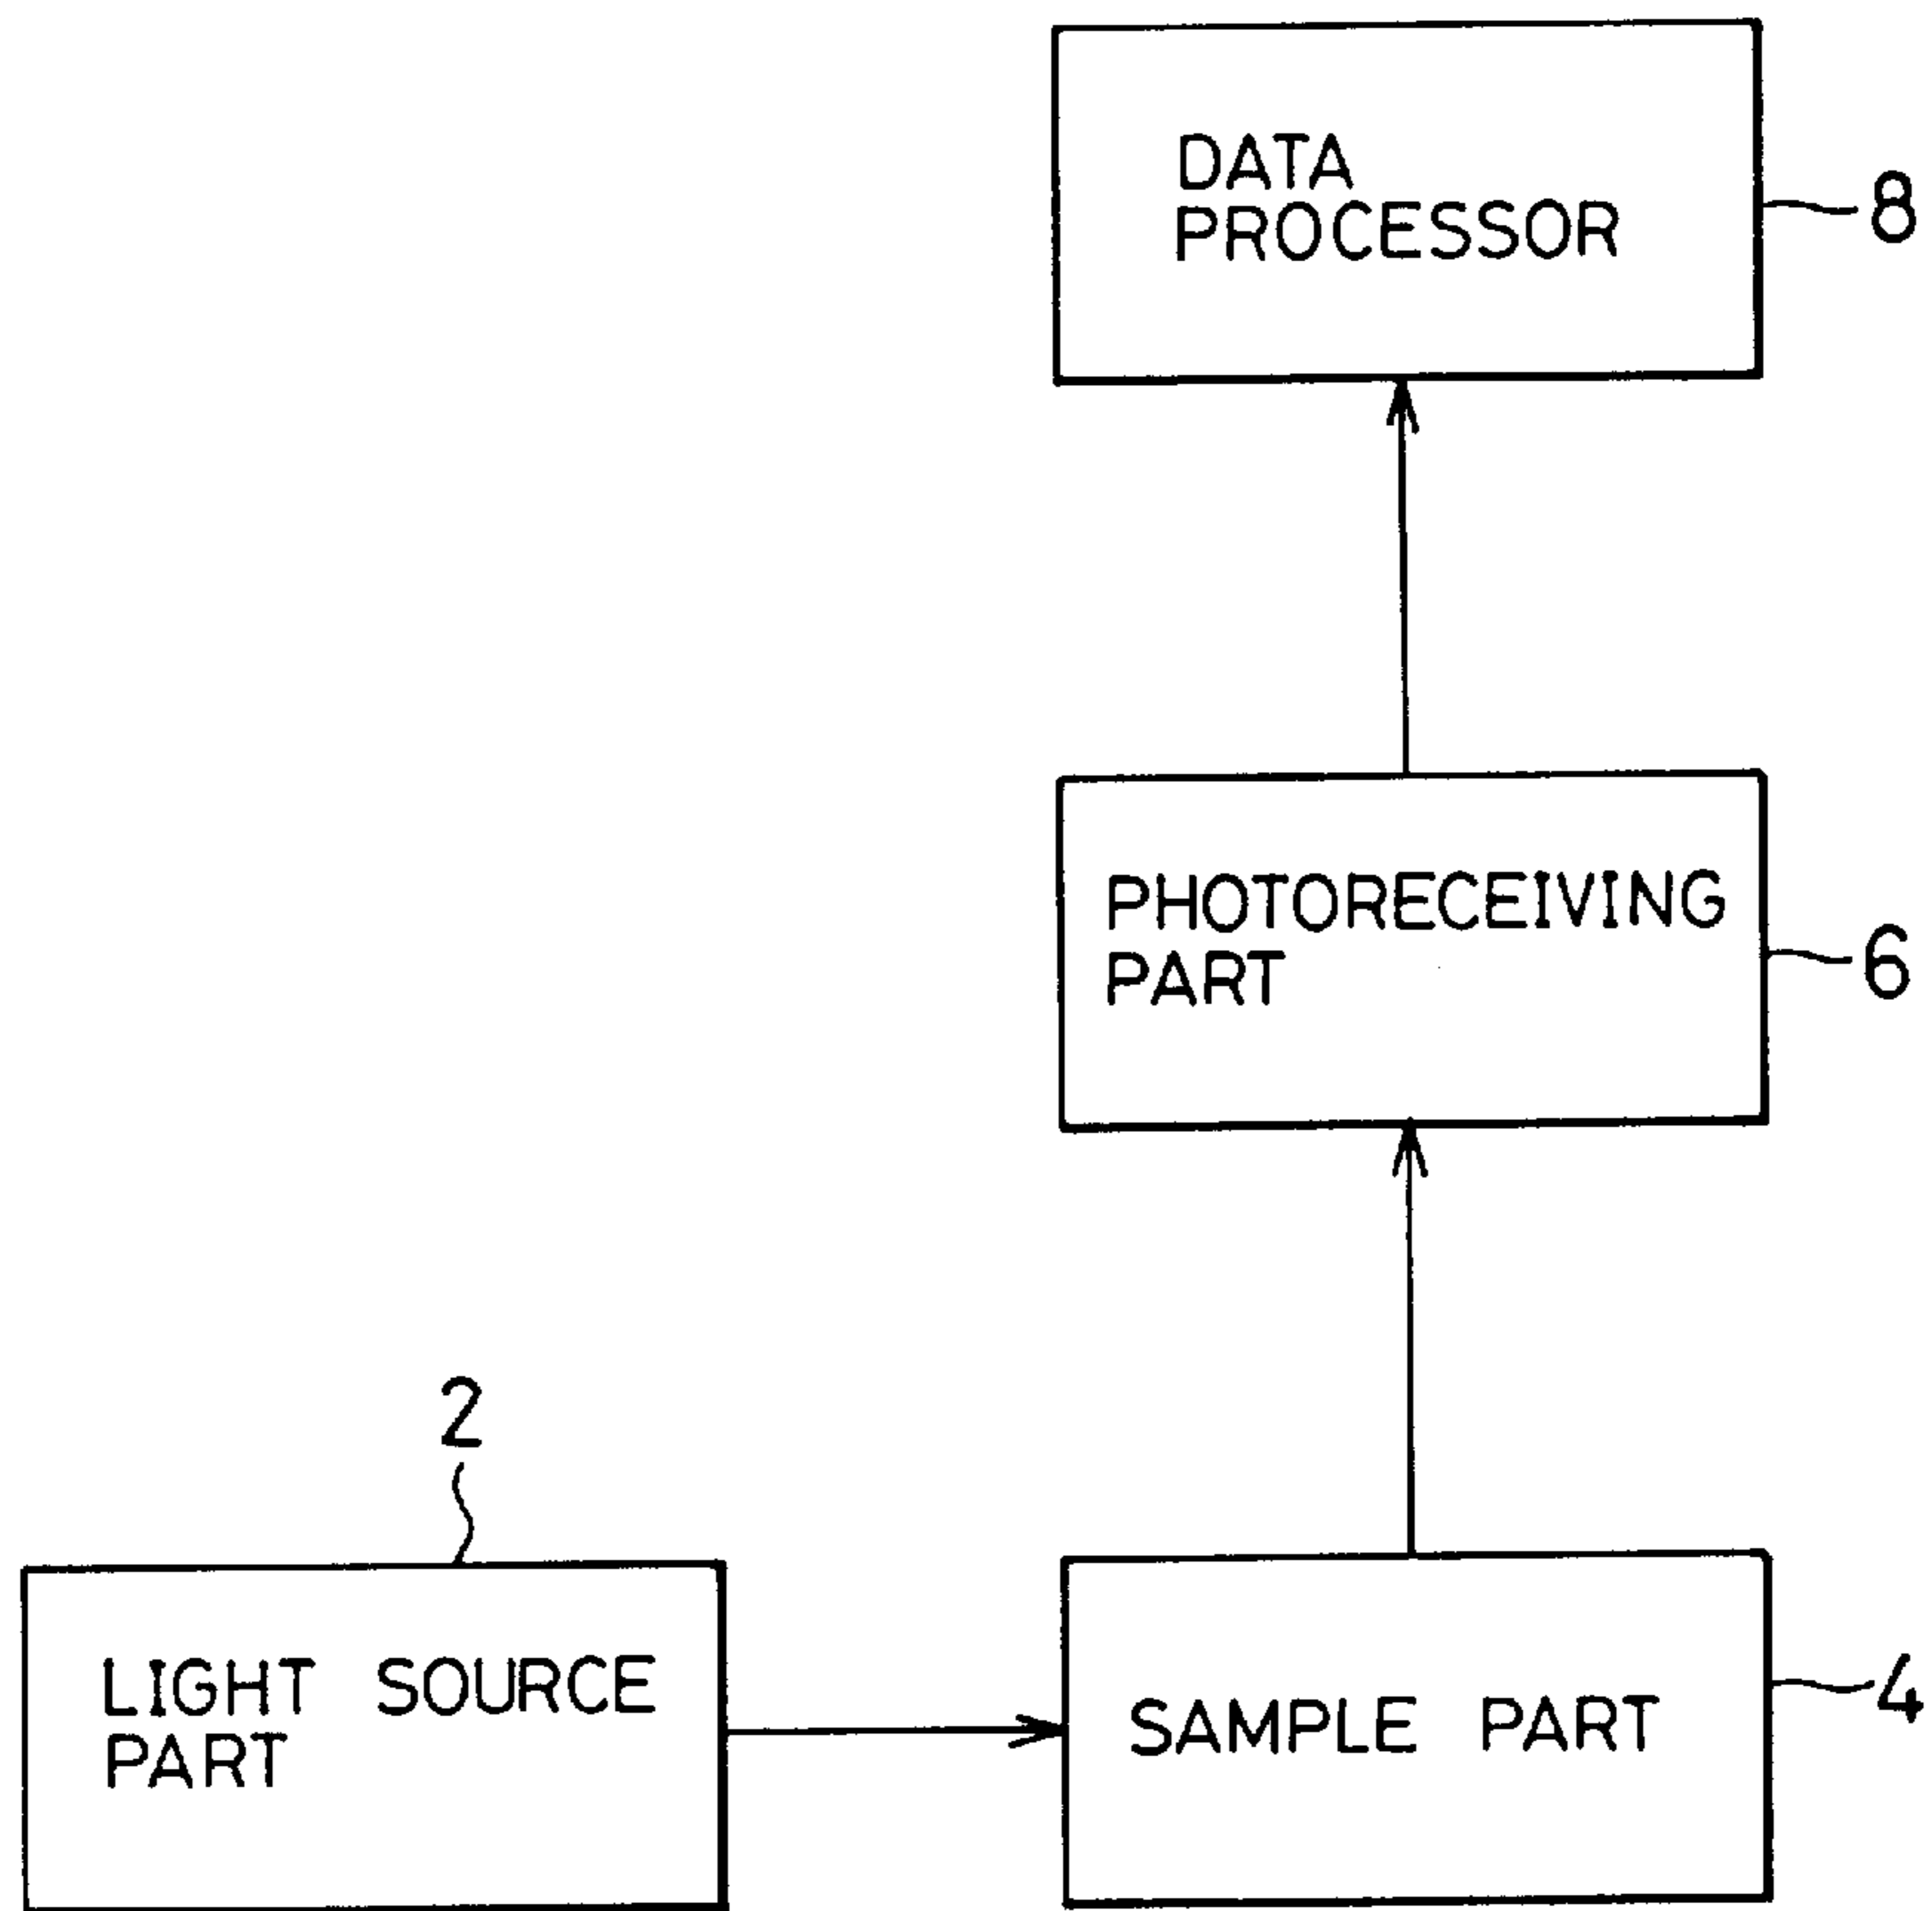 DATA
PROCESSOR
8
PHOTORECEIVING
PART
6
2
LIGHT SOURCE
PART
SAMPLE PART
4